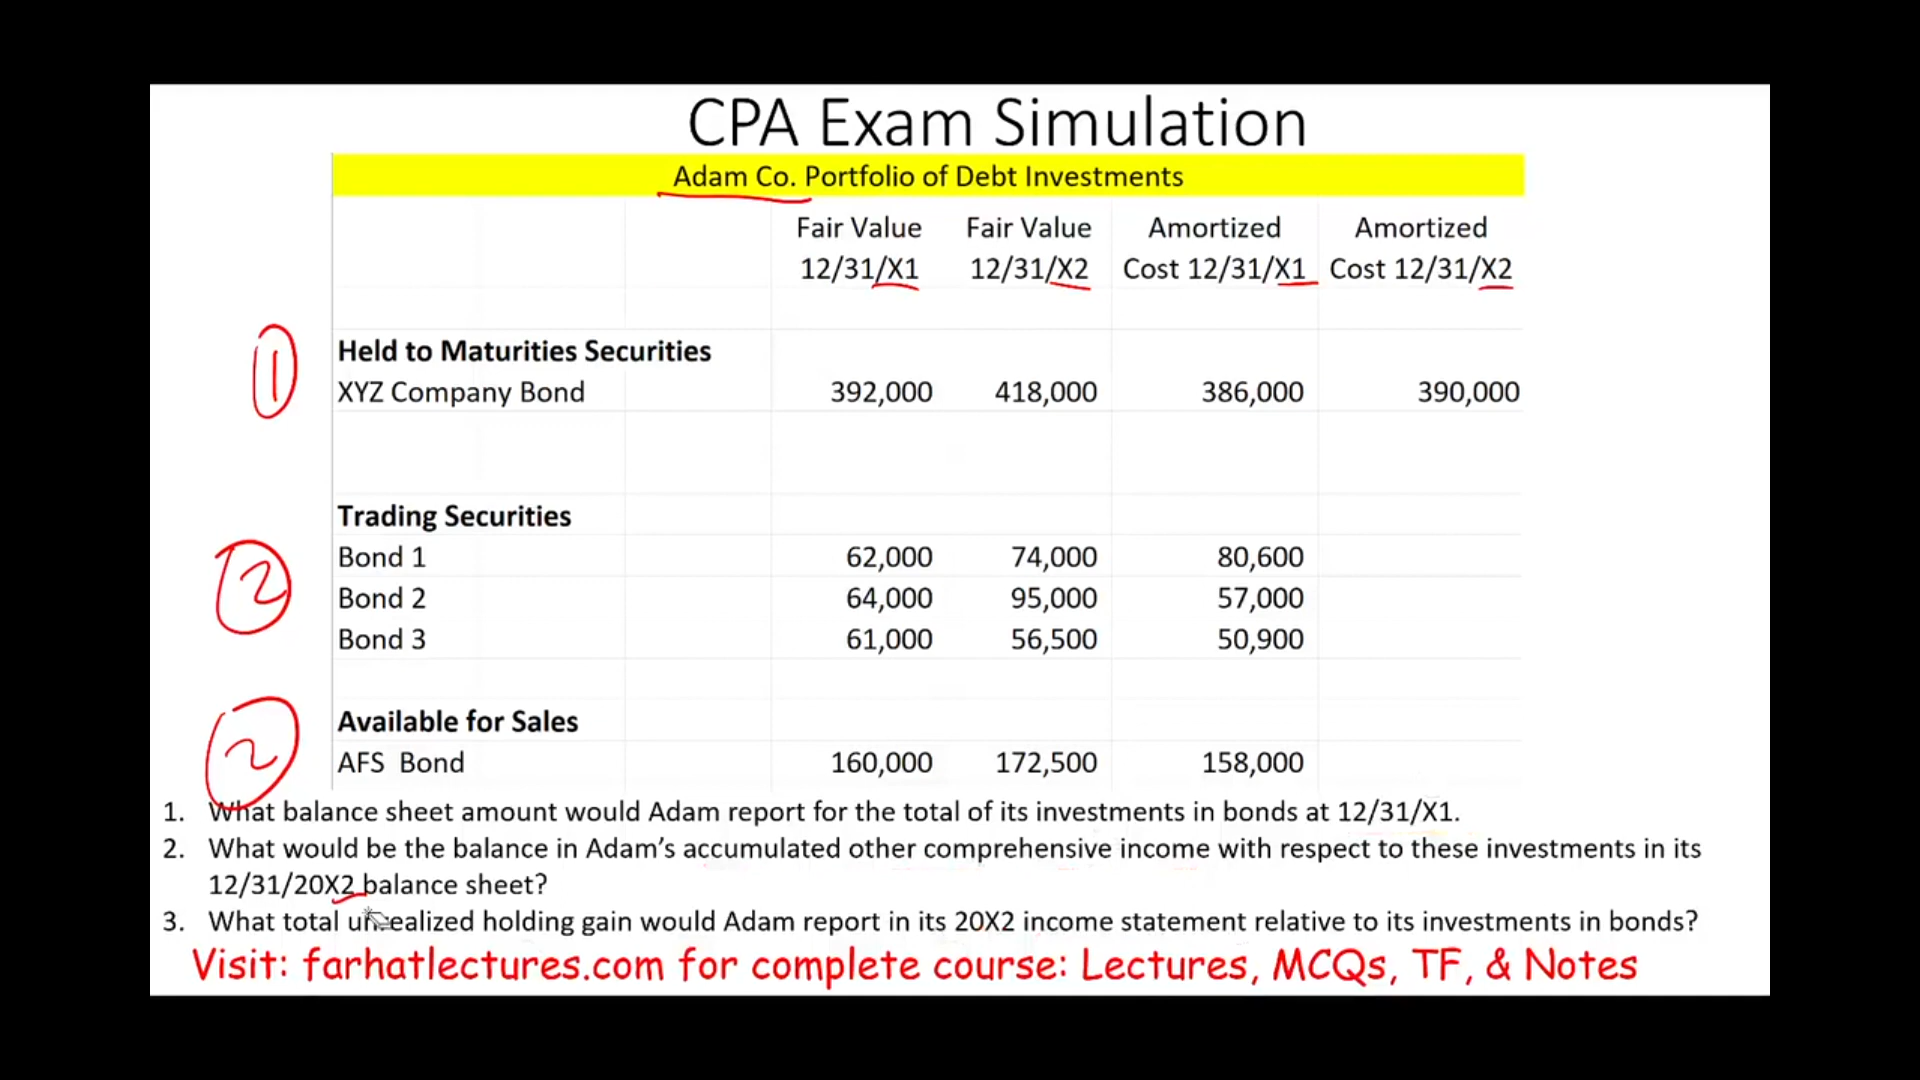 CPA Exam Simulation
Adam Co. Portfolio of Debt Investments
Fair Value Fair Value Amortized Amortized
12/31/X1 12/31/X2 Cost 12/31/X1 Cost 12/31/X2
1
Held to Maturities Securities
XYZ Company Bond 392,000 418,000 386,000 390,000
Trading Securities
2
Bond 1 62,000 74,000 80,600
Bond 2 64,000 95,000 57,000
Bond 3 61,000 56,500 50,900
2
Available for Sales
AFS Bond 160,000 172,500 158,000
1. What balance sheet amount would Adam report for the total of its investments in bonds at 12/31/X1.
2. What would be the balance in Adam’s accumulated other comprehensive income with respect to these investments in its
12/31/20X2 balance sheet?
3. What total unrealized holding gain would Adam report in its 20X2 income statement relative to its investments in bonds?
Visit: farhatlectures.com for complete course: Lectures, MCQs, TF, & Notes